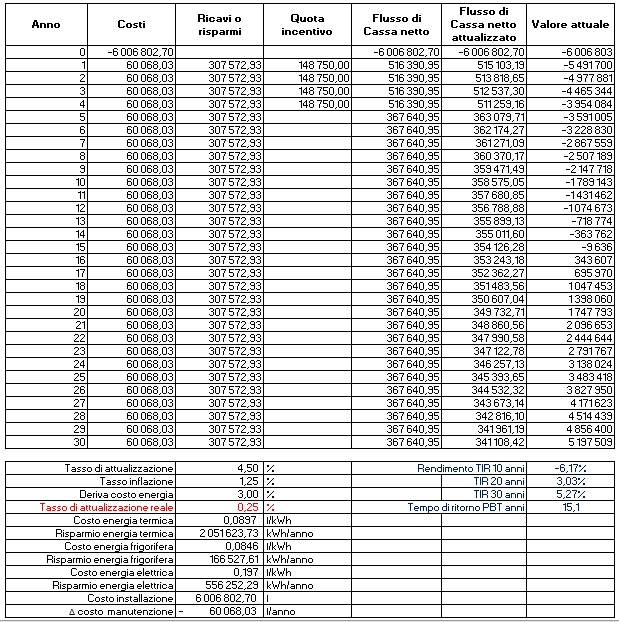 Anno Costi Ricavi o risparmi Quota incentivo Flusso di Cassa netto Flusso di Cassa netto attualizzato Valore attuale
0 -6 006 802,70 -6 006 802,70 -6 006 802,70 -6 006 803
1 60 068,03 307 572,93 148 750,00 516 390,95 515 103,19 -5 491 700
2 60 068,03 307 572,93 148 750,00 516 390,95 513 818,65 -4 977 881
3 60 068,03 307 572,93 148 750,00 516 390,95 512 537,30 -4 465 344
4 60 068,03 307 572,93 148 750,00 516 390,95 511 259,16 -3 954 084
5 60 068,03 307 572,93 367 640,95 363 079,71 -3 591 005
6 60 068,03 307 572,93 367 640,95 362 174,27 -3 228 830
7 60 068,03 307 572,93 367 640,95 361 271,09 -2 867 559
8 60 068,03 307 572,93 367 640,95 360 370,17 -2 507 189
9 60 068,03 307 572,93 367 640,95 359 471,49 -2 147 718
10 60 068,03 307 572,93 367 640,95 358 575,05 -1 789 143
11 60 068,03 307 572,93 367 640,95 357 680,85 -1 431 462
12 60 068,03 307 572,93 367 640,95 356 788,88 -1 074 673
13 60 068,03 307 572,93 367 640,95 355 899,13 -718 774
14 60 068,03 307 572,93 367 640,95 355 011,60 -363 762
15 60 068,03 307 572,93 367 640,95 354 126,28 -9 636
16 60 068,03 307 572,93 367 640,95 353 243,18 343 607
17 60 068,03 307 572,93 367 640,95 352 362,27 695 970
18 60 068,03 307 572,93 367 640,95 351 483,56 1 047 453
19 60 068,03 307 572,93 367 640,95 350 607,04 1 398 060
20 60 068,03 307 572,93 367 640,95 349 732,71 1 747 793
21 60 068,03 307 572,93 367 640,95 348 860,56 2 096 653
22 60 068,03 307 572,93 367 640,95 347 990,58 2 444 644
23 60 068,03 307 572,93 367 640,95 347 122,78 2 791 767
24 60 068,03 307 572,93 367 640,95 346 257,13 3 138 024
25 60 068,03 307 572,93 367 640,95 345 393,65 3 483 418
26 60 068,03 307 572,93 367 640,95 344 532,32 3 827 950
27 60 068,03 307 572,93 367 640,95 343 673,14 4 171 623
28 60 068,03 307 572,93 367 640,95 342 816,10 4 514 439
29 60 068,03 307 572,93 367 640,95 341 961,19 4 856 400
30 60 068,03 307 572,93 367 640,95 341 108,42 5 197 509
Tasso di attualizzazione 4,50 % Rendimento TIR 10 anni -6,17%
Tasso inflazione 1,25 % TIR 20 anni 3,03%
Deriva costo energia 3,00 % TIR 30 anni 5,27%
Tasso di attualizzazione reale 0,25 % Tempo di ritorno PBT anni 15,1
Costo energia termica 0,0897 l/kWh
Risparmio energia termica 2 051 623,73 kWh/anno
Costo energia frigorifera 0,0846 l/kWh
Risparmio energia frigorifera 166 527,61 kWh/anno
Costo energia elettrica 0,197 l/kWh
Risparmio energia elettrica 556 252,29 kWh/anno
Costo installazione 6 006 802,70 l
Δ costo manutenzione - 60 068,03 l/anno